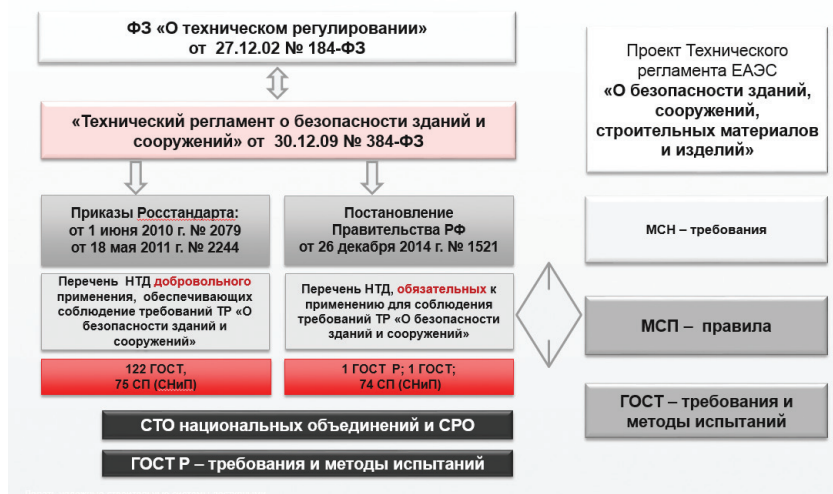 ФЗ «О техническом регулировании»
от 27.12.02 № 184-ФЗ
«Технический регламент о безопасности зданий и
сооружений» от 30.12.09 № 384-ФЗ
Приказы Росстандарта:
от 1 июня 2010 г. № 2079
от 18 мая 2011 г. № 2244
Перечень НТД добровольного
применения, обеспечивающих
соблюдение требований ТР «О
безопасности зданий и
сооружений»
122 ГОСТ,
75 СП (СНиП)
Постановление
Правительства РФ
от 26 декабря 2014 г. № 1521
Перечень НТД, обязательных к
применению для соблюдения
требований ТР «О безопасности
зданий и сооружений»
1 ГОСТ Р; 1 ГОСТ;
74 СП (СНиП)
СТО национальных объединений и СРО
ГОСТ Р – требования и методы испытаний
Проект Технического
регламента ЕАЭС
«О безопасности зданий,
сооружений,
строительных материалов
и изделий»
МСН – требования
МСП – правила
ГОСТ – требования и
методы испытаний